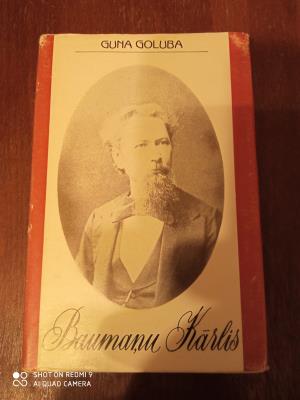 GUNA GOLUBA
Baumaņu Kārlis
SHOT ON REDMI 9
AI QUAD CAMERA